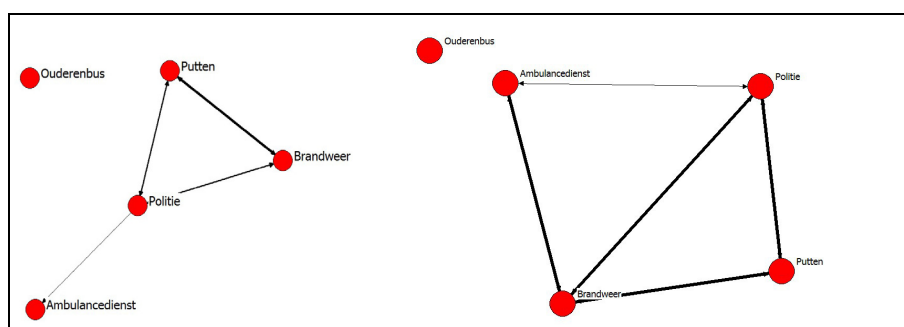 Ouderenbus
Putten
Brandweer
Politie
Ambulancedienst
Ouderenbus
Ambulancedienst
Politie
Putten
Brandweer